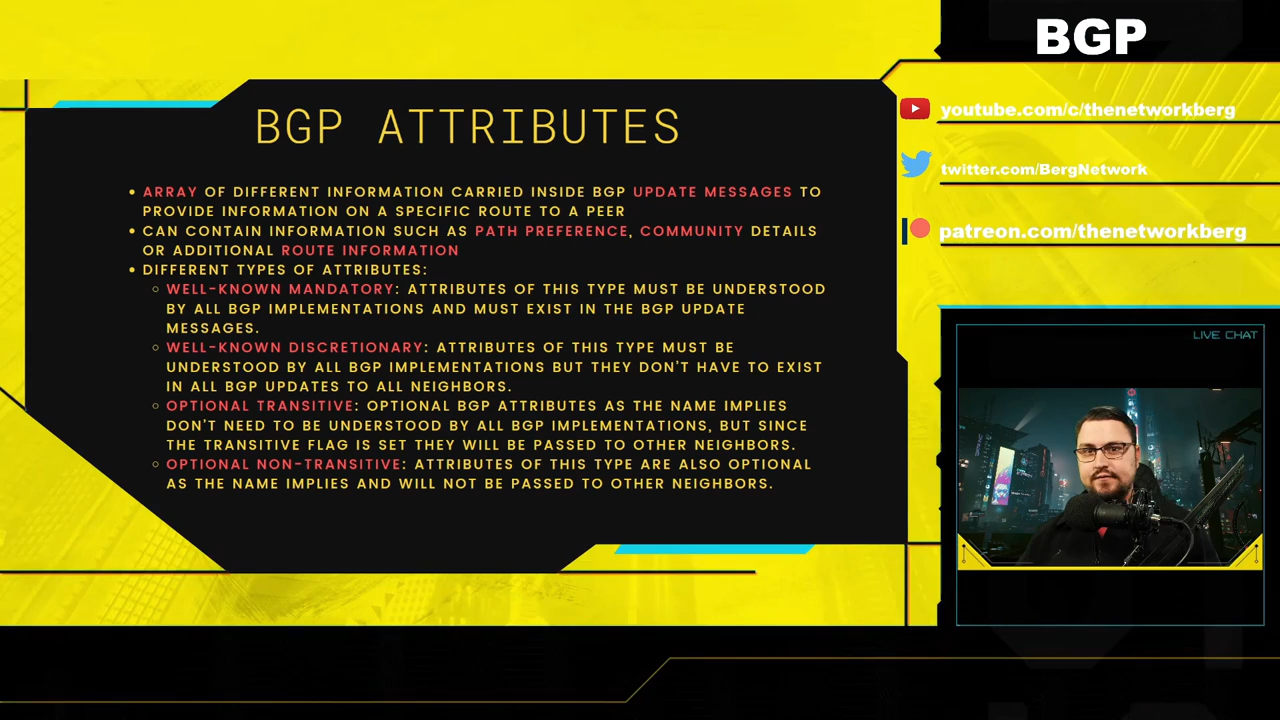 BGP
BGP ATTRIBUTES
• ARRAY OF DIFFERENT INFORMATION CARRIED INSIDE BGP UPDATE MESSAGES TO
PROVIDE INFORMATION ON A SPECIFIC ROUTE TO A PEER
• CAN CONTAIN INFORMATION SUCH AS PATH PREFERENCE, COMMUNITY DETAILS
OR ADDITIONAL ROUTE INFORMATION
• DIFFERENT TYPES OF ATTRIBUTES:
○ WELL-KNOWN MANDATORY: ATTRIBUTES OF THIS TYPE MUST BE UNDERSTOOD
BY ALL BGP IMPLEMENTATIONS AND MUST EXIST IN THE BGP UPDATE
MESSAGES.
○ WELL-KNOWN DISCRETIONARY: ATTRIBUTES OF THIS TYPE MUST BE
UNDERSTOOD BY ALL BGP IMPLEMENTATIONS BUT THEY DON'T HAVE TO EXIST
IN ALL BGP UPDATES TO ALL NEIGHBORS.
○ OPTIONAL TRANSITIVE: OPTIONAL BGP ATTRIBUTES AS THE NAME IMPLIES
DON'T NEED TO BE UNDERSTOOD BY ALL BGP IMPLEMENTATIONS, BUT SINCE
THE TRANSITIVE FLAG IS SET THEY WILL BE PASSED TO OTHER NEIGHBORS.
○ OPTIONAL NON-TRANSITIVE: ATTRIBUTES OF THIS TYPE ARE ALSO OPTIONAL
AS THE NAME IMPLIES AND WILL NOT BE PASSED TO OTHER NEIGHBORS.
youtube.com/c/thenetworkberg
twitter.com/BergNetwork
patreon.com/thenetworkberg
LIVE CHAT